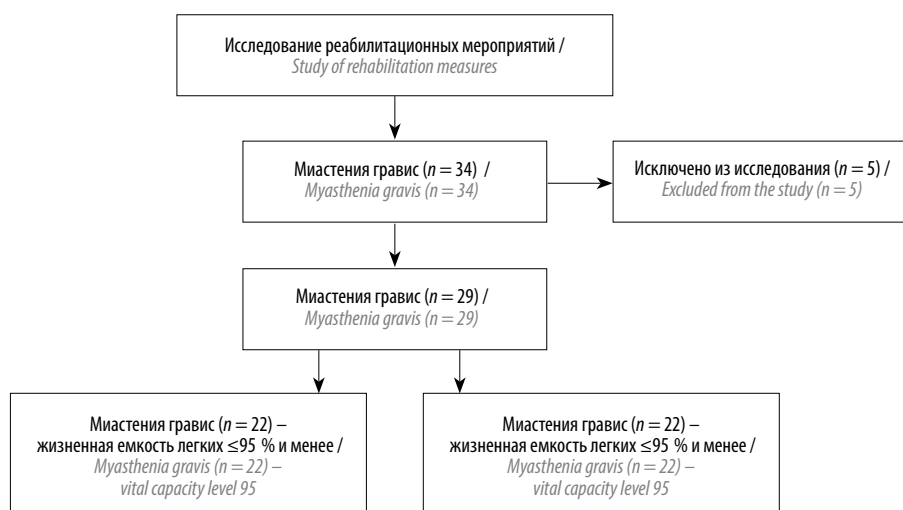 Исследование реабилитационных мероприятий /
Study of rehabilitation measures
Миастения гравис (n = 34) /
Myasthenia gravis (n = 34)
Исключено из исследования (n = 5) /
Excluded from the study (n = 5)
Миастения гравис (n = 29) /
Myasthenia gravis (n = 29)
Миастения гравис (n = 22) –
жизненная емкость легких ≤95 % и менее /
Myasthenia gravis (n = 22) –
vital capacity level 95
Миастения гравис (n = 22) –
жизненная емкость легких ≤95 % и менее /
Myasthenia gravis (n = 22) –
vital capacity level 95